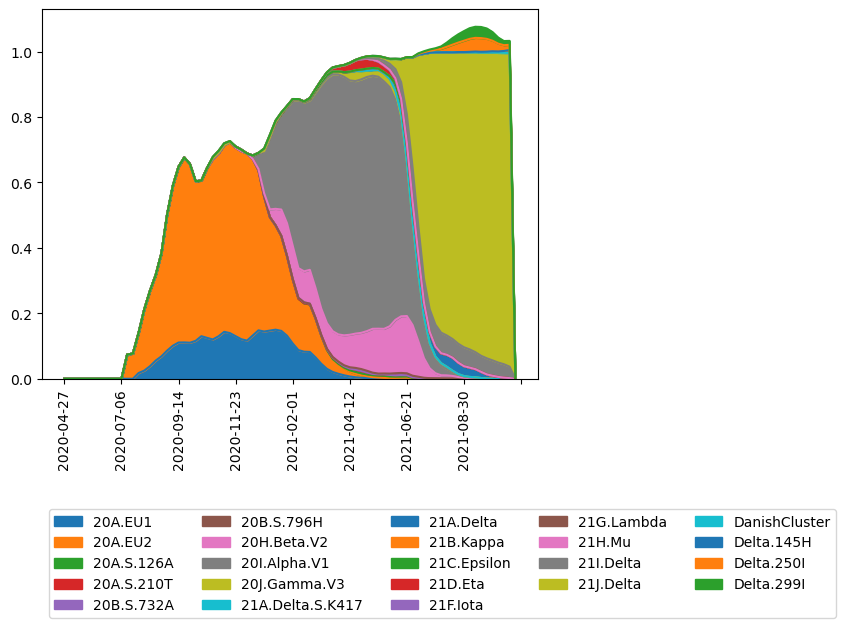 1.0
0.8
0.6
0.4
0.2
0.0
2020-04-27
2020-07-06
2020-09-14
2020-11-23
2021-02-01
2021-04-12
2021-06-21
2021-08-30
20A.EU1 20B.S.796H 21A.Delta 21G.Lambda DanishCluster
20A.EU2 20H.Beta.V2 21B.Kappa 21H.Mu Delta.145H
20A.S.126A 20I.Alpha.V1 21C.Epsilon 21I.Delta Delta.250I
20A.S.210T 20J.Gamma.V3 21D.Eta 21J.Delta Delta.299I
20B.S.732A 21A.Delta.S.K417 21F.Iota